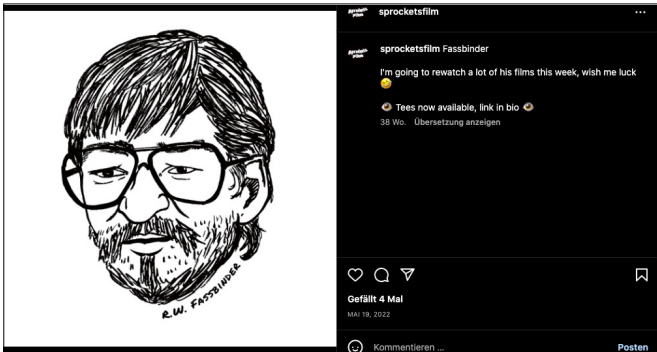 R.W. FASSBINDER
sprocketsfilm
sprocketsfilm Fassbinder
I'm going to rewatch a lot of his films this week, wish me luck
🤣
👁️ Tees now available, link in bio 👁️
38 Wo. Übersetzung anzeigen
Gefällt 4 Mal
MAI 19, 2022
Kommentieren ...
Posten